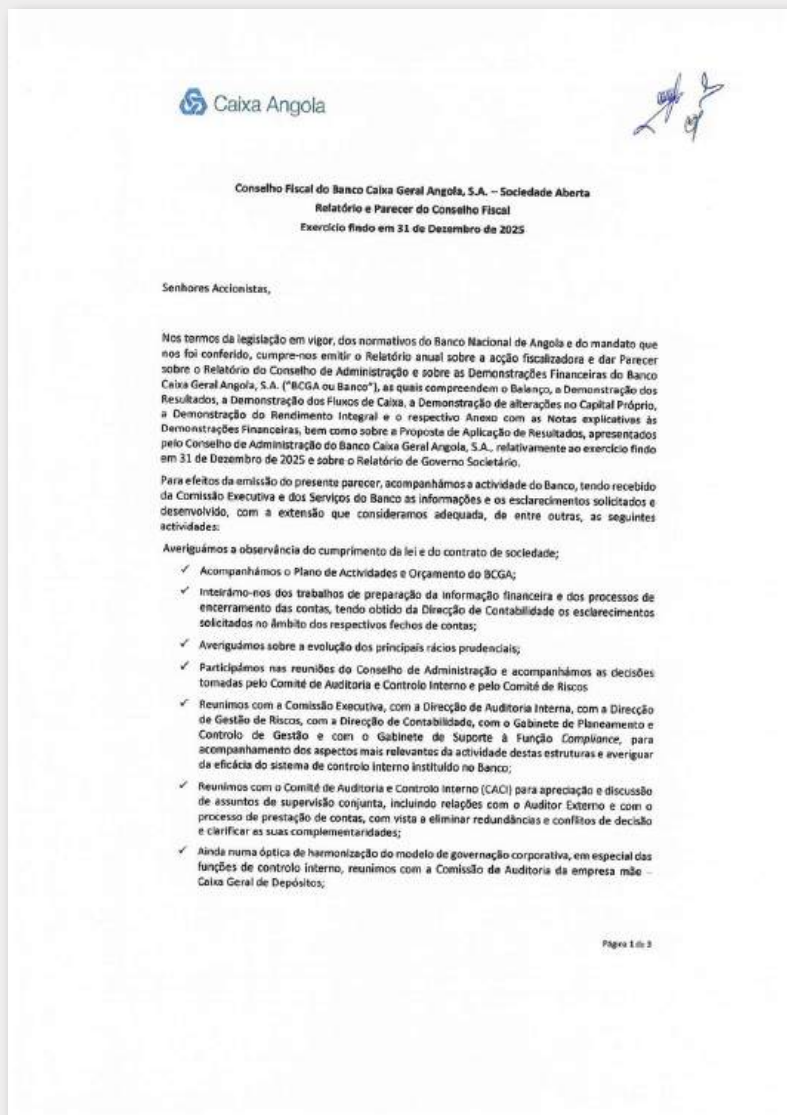 Caixa Angola
Conselho Fiscal do Banco Caixa Geral Angola, S.A. – Sociedade Aberta
Relatório e Parecer do Conselho Fiscal
Exercício findo em 31 de Dezembro de 2025
Senhores Accionistas,
Nos termos da legislação em vigor, dos normativos do Banco Nacional de Angola e do mandato que
nos foi conferido, cumpre-nos emitir o Relatório anual sobre a acção fiscalizadora e dar Parecer
sobre o Relatório do Conselho de Administração e sobre as Demonstrações Financeiras do Banco
Caixa Geral Angola, S.A. ("BCGA ou Banco"), as quais compreendem o Balanço, a Demonstração dos
Resultados, a Demonstração dos Fluxos de Caixa, a Demonstração de alterações no Capital Próprio,
a Demonstração do Rendimento Integral e o respectivo Anexo com as Notas explicativas às
Demonstrações Financeiras, bem como sobre a Proposta de Aplicação de Resultados, apresentados
pelo Conselho de Administração do Banco Caixa Geral Angola, S.A., relativamente ao exercício findo
em 31 de Dezembro de 2025 e sobre o Relatório de Governo Societário.
Para efeitos da emissão do presente parecer, acompanhámos a actividade do Banco, tendo recebido
da Comissão Executiva e dos Serviços do Banco as informações e os esclarecimentos solicitados e
desenvolvido, com a extensão que consideramos adequada, de entre outras, as seguintes
actividades:
Averiguámos a observância do cumprimento da lei e do contrato de sociedade;
✓ Acompanhámos o Plano de Actividades e Orçamento do BCGA;
✓ Inteirámo-nos dos trabalhos de preparação da informação financeira e dos processos de
encerramento das contas, tendo obtido da Direcção de Contabilidade os esclarecimentos
solicitados no âmbito dos respectivos fechos de contas;
✓ Averiguámos sobre a evolução dos principais rácios prudenciais;
✓ Participámos nas reuniões do Conselho de Administração e acompanhámos as decisões
tomadas pelo Comité de Auditoria e Controlo Interno e pelo Comité de Riscos
✓ Reunimos com a Comissão Executiva, com a Direcção de Auditoria Interna, com a Direcção
de Gestão de Riscos, com a Direcção de Contabilidade, com o Gabinete de Planeamento e
Controlo de Gestão e com o Gabinete de Suporte à Função Compliance, para
acompanhamento dos aspectos mais relevantes da actividade destas estruturas e averiguar
da eficácia do sistema de controlo interno instituído no Banco;
✓ Reunimos com o Comité de Auditoria e Controlo Interno (CACI) para apreciação e discussão
de assuntos de supervisão conjunta, incluindo relações com o Auditor Externo e com o
processo de prestação de contas, com vista a eliminar redundâncias e conflitos de decisão
e clarificar as suas complementaridades;
✓ Ainda numa óptica de harmonização do modelo de governação corporativa, em especial das
funções de controlo interno, reunimos com a Comissão de Auditoria da empresa mãe –
Caixa Geral de Depósitos;
Página 1 de 3